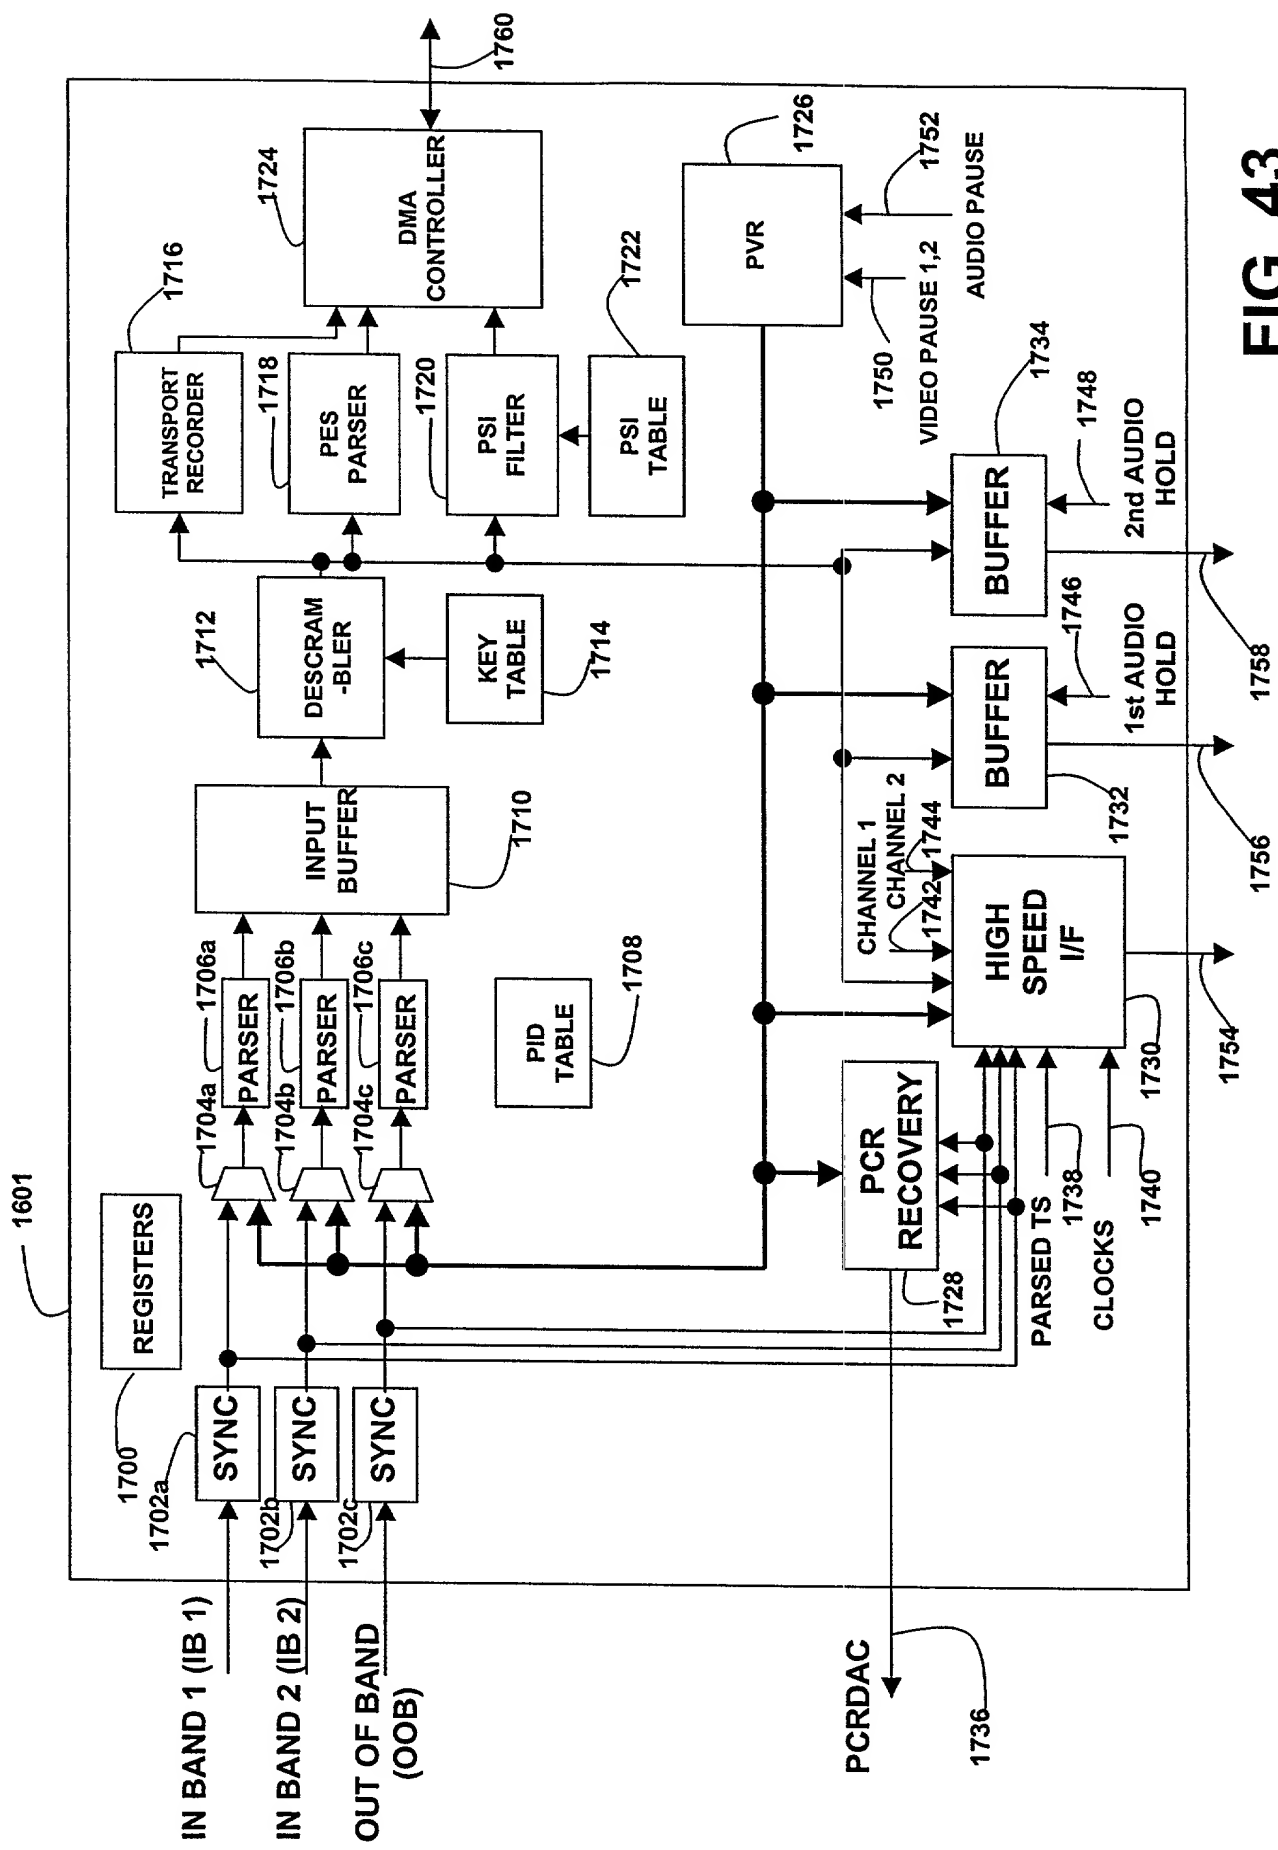 1601
1700
REGISTERS
IN BAND 1 (IB 1)
IN BAND 2 (IB 2)
OUT OF BAND
(OOB)
1702a
SYNC
1702b
SYNC
1702c
SYNC
1704a
1704b
1704c
1706a
PARSER
1706b
PARSER
1706c
PARSER
PID
TABLE
1708
INPUT
BUFFER
1710
1712
DESCRAM
-BLER
KEY
TABLE
1714
1716
TRANSPORT
RECORDER
1718
PES
PARSER
1720
PSI
FILTER
PSI
TABLE
1722
1724
DMA
CONTROLLER
1760
PVR
1726
1750
VIDEO PAUSE 1,2
1752
AUDIO PAUSE
PCR
RECOVERY
1728
PCRDAC
1736
PARSED TS
1738
CLOCKS
1740
CHANNEL 1
CHANNEL 2
1742
1744
HIGH
SPEED
I/F
1730
1754
BUFFER
1732
1746
1st AUDIO
HOLD
1756
BUFFER
1734
1748
2nd AUDIO
HOLD
1758
FIG. 43